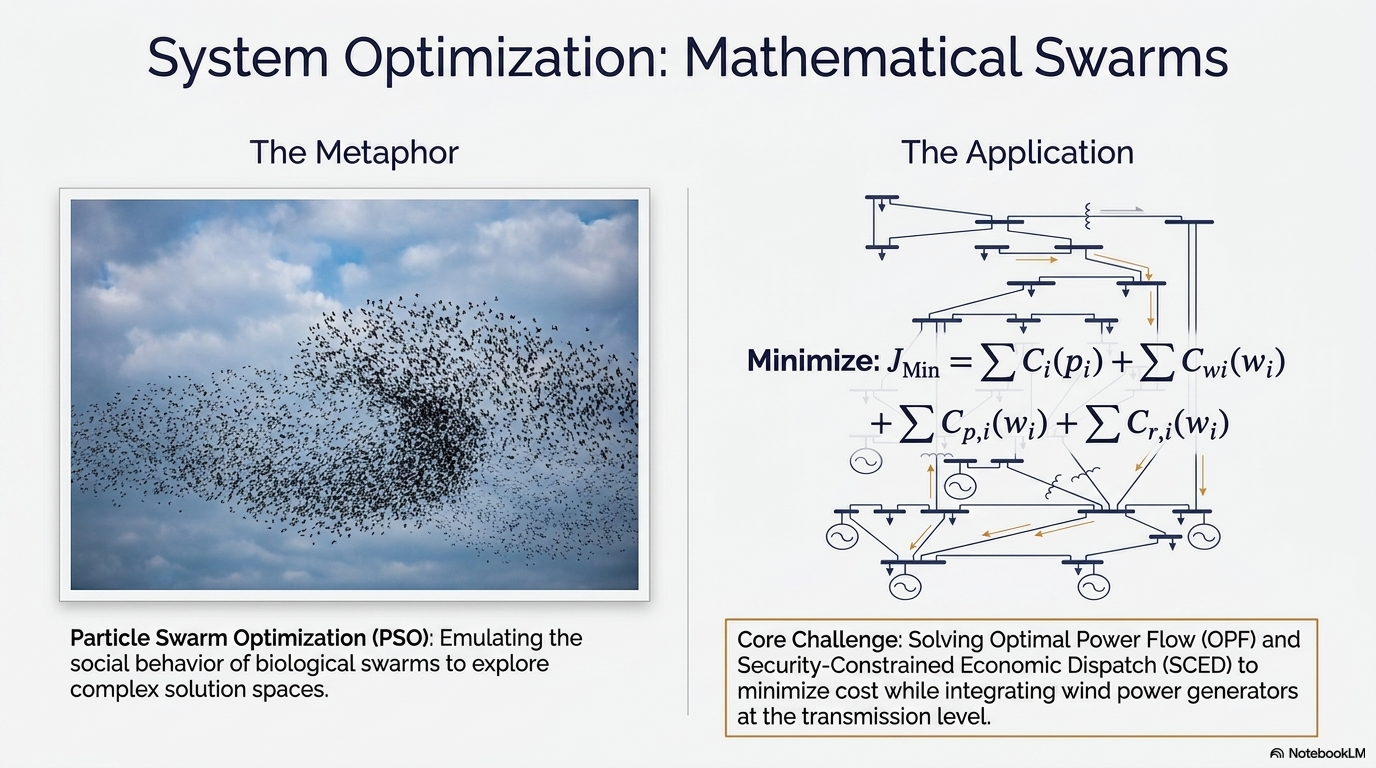 System Optimization: Mathematical Swarms
The Metaphor
Particle Swarm Optimization (PSO): Emulating the
social behavior of biological swarms to explore
complex solution spaces.
The Application
Minimize: J_Min = ∑ C_i(p_i) + ∑ C_wi(w_i)
+ ∑ C_p,i(w_i) + ∑ C_r,i(w_i)
Core Challenge: Solving Optimal Power Flow (OPF) and
Security-Constrained Economic Dispatch (SCED) to
minimize cost while integrating wind power generators
at the transmission level.
NotebookLM